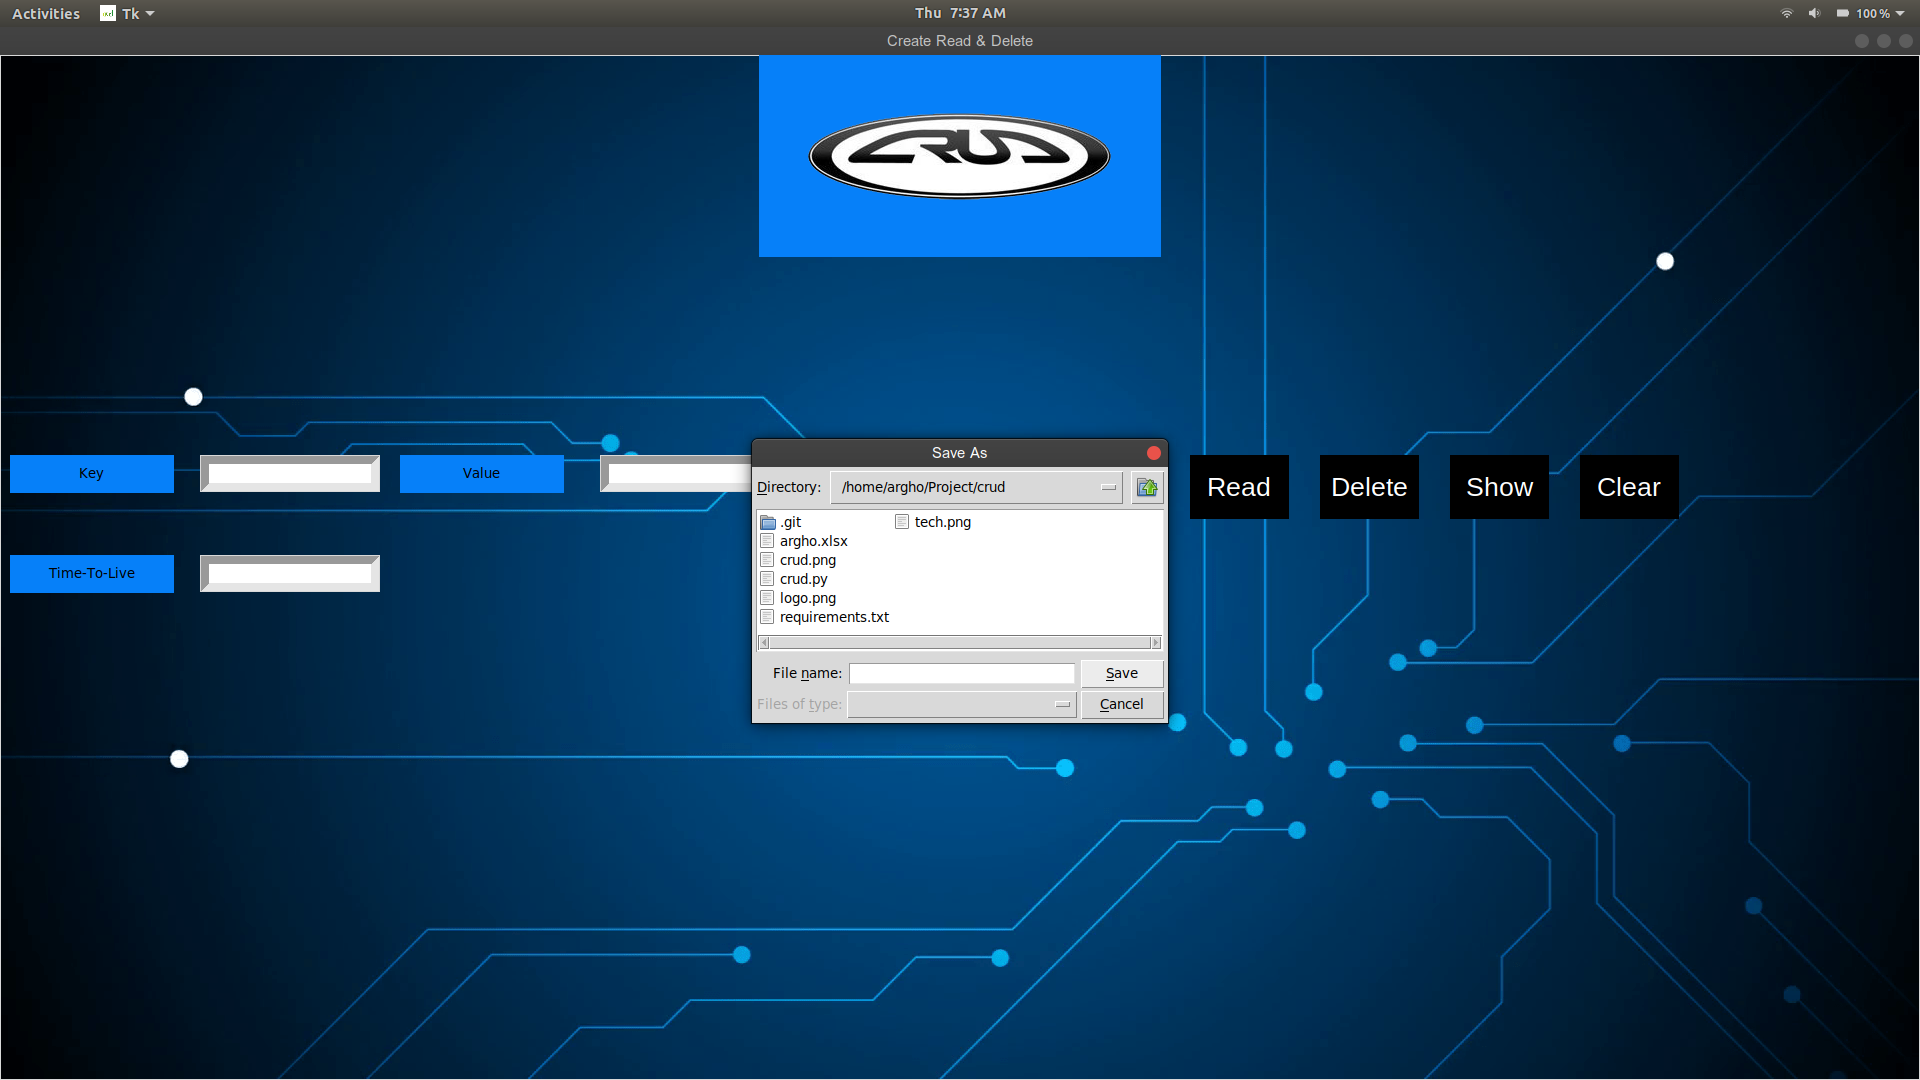 Activities Tk Thu 7:37 AM 100 %
Create Read & Delete
CRUD
Save As
Directory: /home/argho/Project/crud
.git tech.png
argho.xlsx
crud.png
crud.py
logo.png
requirements.txt
File name: Save
Files of type: Cancel
Key Value Read Delete Show Clear
Time-To-Live